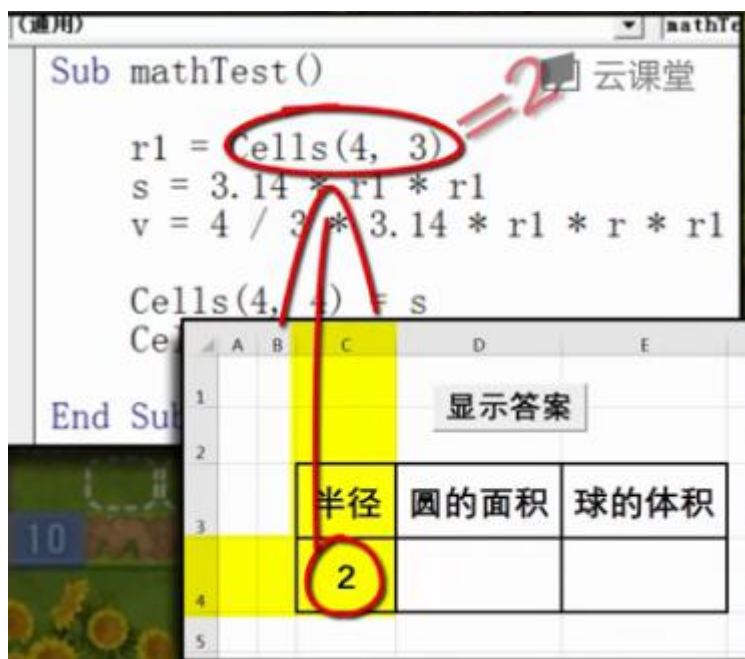 (通用)
mathTe
Sub mathTest()
=2
云课堂
r1 = Cells(4, 3)
s = 3.14 * r1 * r1
v = 4 / 3 * 3.14 * r1 * r * r1
Cells(4, 4) = s
Ce
End Sub
A B C D E
1
显示答案
2
3
半径 圆的面积 球的体积
4
2
5
10